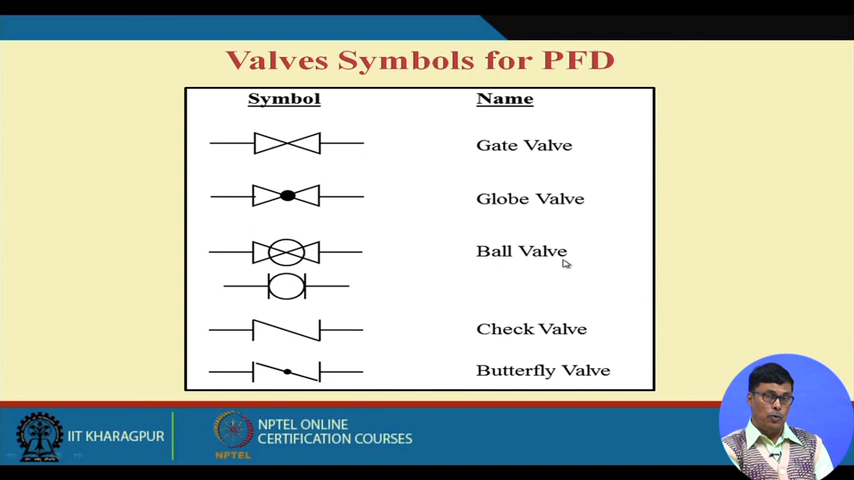 Valves Symbols for PFD
Symbol Name
Gate Valve
Globe Valve
Ball Valve
Check Valve
Butterfly Valve
IIT KHARAGPUR
NPTEL
NPTEL ONLINE
CERTIFICATION COURSES